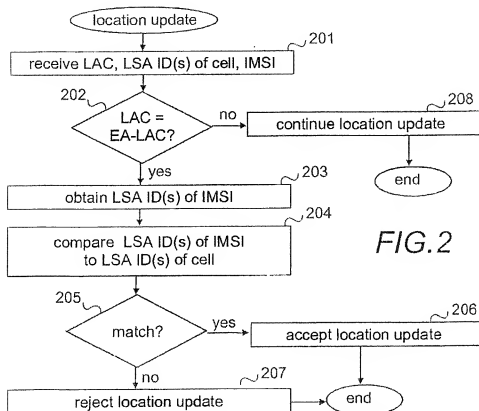 location update
201
receive LAC, LSA ID(s) of cell, IMSI
202
LAC =
EA-LAC?
no
208
continue location update
yes
end
203
obtain LSA ID(s) of IMSI
204
compare LSA ID(s) of IMSI
to LSA ID(s) of cell
FIG.2
205
match?
yes
206
accept location update
no
207
reject location update
end